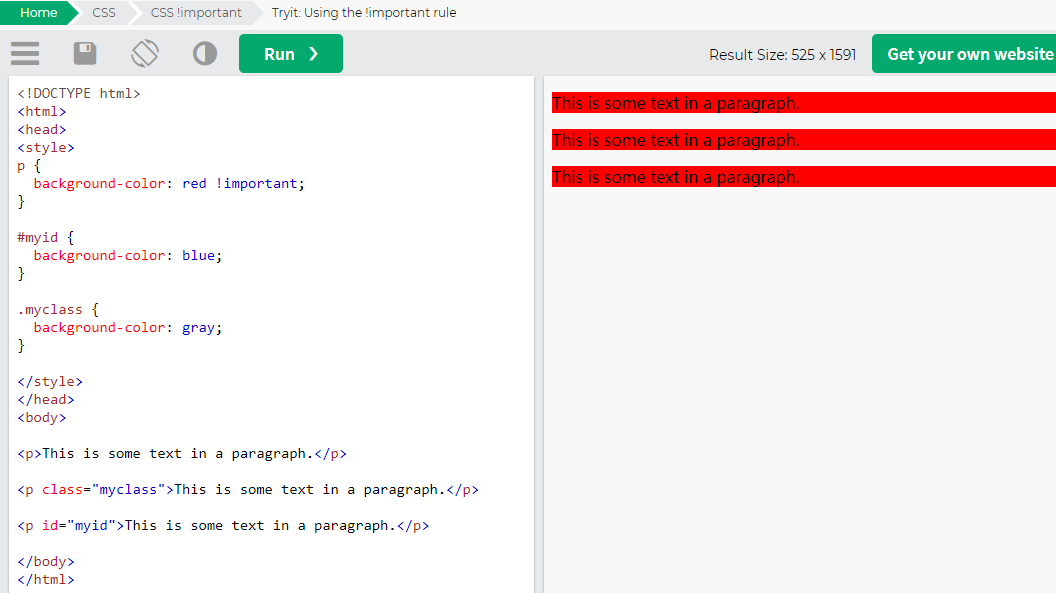 Home CSS CSS !important Tryit: Using the !important rule
Run ❯ Result Size: 525 x 1591 Get your own website
<!DOCTYPE html>
<html>
<head>
<style>
p {
  background-color: red !important;
}

#myid {
  background-color: blue;
}

.myclass {
  background-color: gray;
}

</style>
</head>
<body>

<p>This is some text in a paragraph.</p>

<p class="myclass">This is some text in a paragraph.</p>

<p id="myid">This is some text in a paragraph.</p>

</body>
</html>
This is some text in a paragraph.
This is some text in a paragraph.
This is some text in a paragraph.